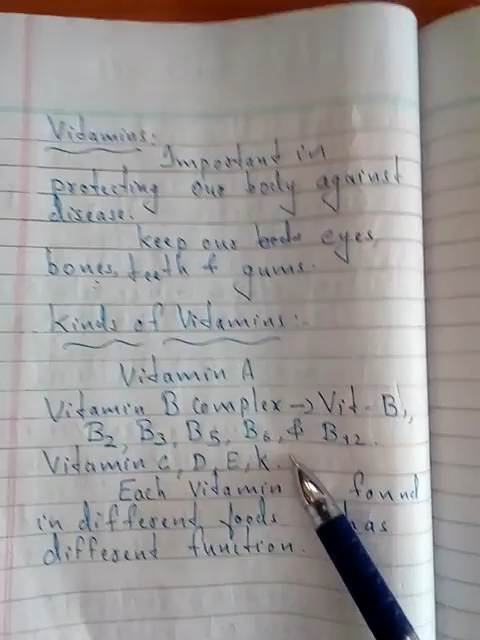 Vitamins:
Important in
protecting our body against
disease.
keep our eyes,
bones, teeth & gums.
Kinds of Vitamins:-
Vitamin A
Vitamin B complex → Vit. B1,
B2, B3, B5, B6, & B12.
Vitamin C, D, E, K.
Each Vitamin found
in different foods has
different function.